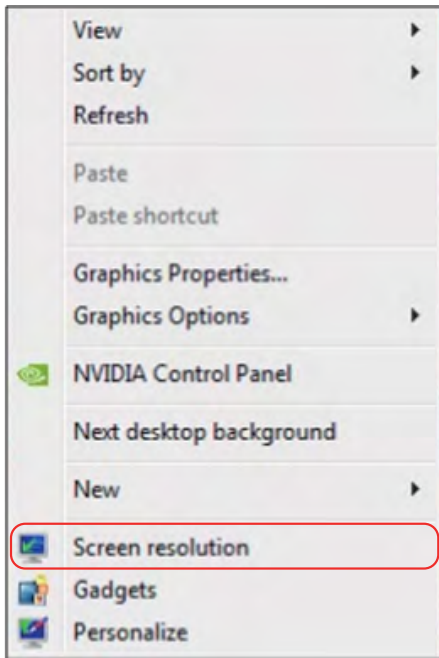 View
Sort by
Refresh
Paste
Paste shortcut
Graphics Properties...
Graphics Options
NVIDIA Control Panel
Next desktop background
New
Screen resolution
Gadgets
Personalize